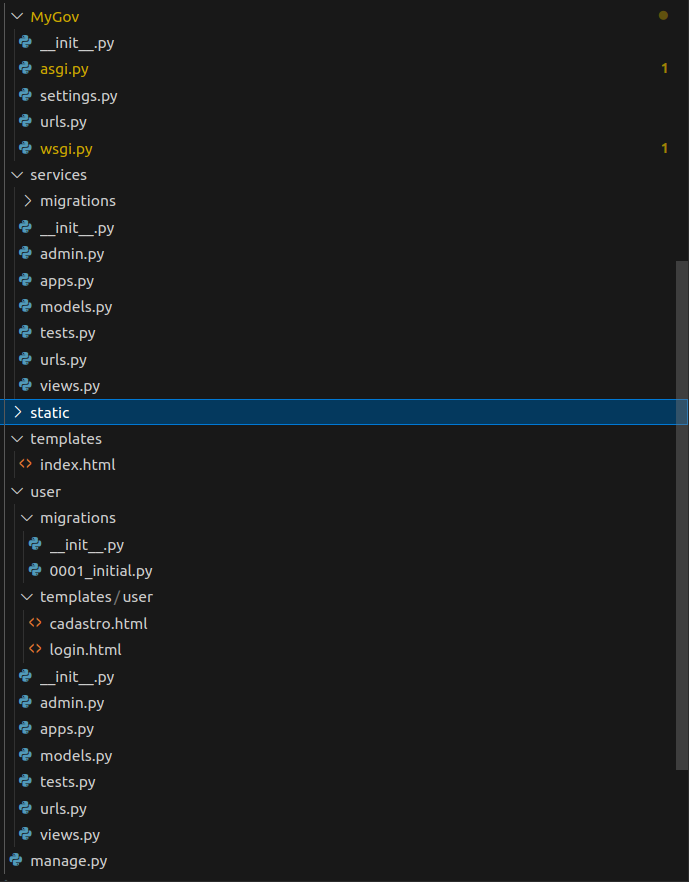 MyGov
__init__.py
asgi.py 1
settings.py
urls.py
wsgi.py 1
services
migrations
__init__.py
admin.py
apps.py
models.py
tests.py
urls.py
views.py
static
templates
index.html
user
migrations
__init__.py
0001_initial.py
templates/user
cadastro.html
login.html
__init__.py
admin.py
apps.py
models.py
tests.py
urls.py
views.py
manage.py